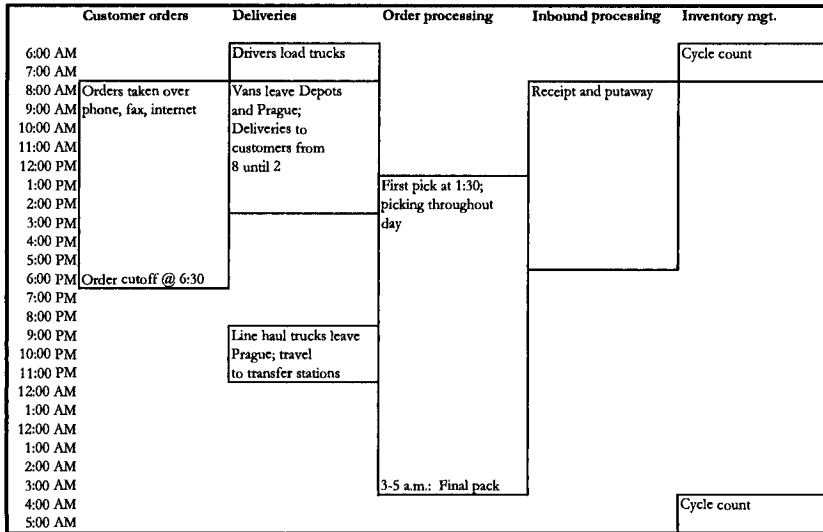 Customer orders Deliveries Order processing Inbound processing Inventory mgt.
6:00 AM Drivers load trucks Cycle count
7:00 AM
8:00 AM Orders taken over Vans leave Depots Receipt and putaway
9:00 AM phone, fax, internet and Prague;
10:00 AM Deliveries to
11:00 AM customers from
12:00 PM 8 until 2
1:00 PM First pick at 1:30;
2:00 PM picking throughout
3:00 PM day
4:00 PM
5:00 PM
6:00 PM Order cutoff @ 6:30
7:00 PM
8:00 PM
9:00 PM Line haul trucks leave
10:00 PM Prague; travel
11:00 PM to transfer stations
12:00 AM
1:00 AM
12:00 AM
1:00 AM
2:00 AM
3:00 AM 3-5 a.m.: Final pack
4:00 AM Cycle count
5:00 AM